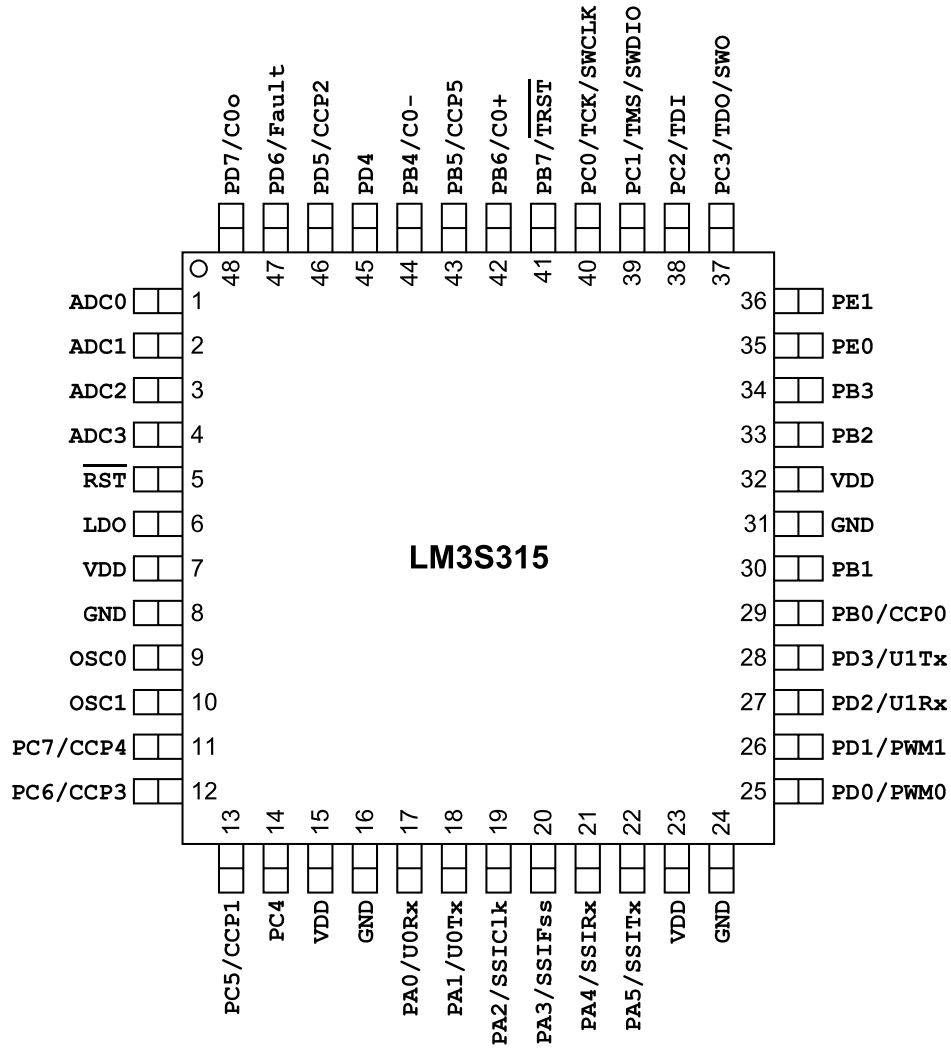 PD7/C0o
PD6/Fault
PD5/CCP2
PD4
PB4/C0-
PB5/CCP5
PB6/C0+
PB7/TRST
PC0/TCK/SWCLK
PC1/TMS/SWDIO
PC2/TDI
PC3/TDO/SWO
48 47 46 45 44 43 42 41 40 39 38 37
ADC0 1
ADC1 2
ADC2 3
ADC3 4
RST 5
LDO 6
VDD 7
GND 8
OSC0 9
OSC1 10
PC7/CCP4 11
PC6/CCP3 12
LM3S315
36 PE1
35 PE0
34 PB3
33 PB2
32 VDD
31 GND
30 PB1
29 PB0/CCP0
28 PD3/U1Tx
27 PD2/U1Rx
26 PD1/PWM1
25 PD0/PWM0
13 14 15 16 17 18 19 20 21 22 23 24
PC5/CCP1
PC4
VDD
GND
PA0/U0Rx
PA1/U0Tx
PA2/SSIClk
PA3/SSIFss
PA4/SSIRx
PA5/SSITx
VDD
GND